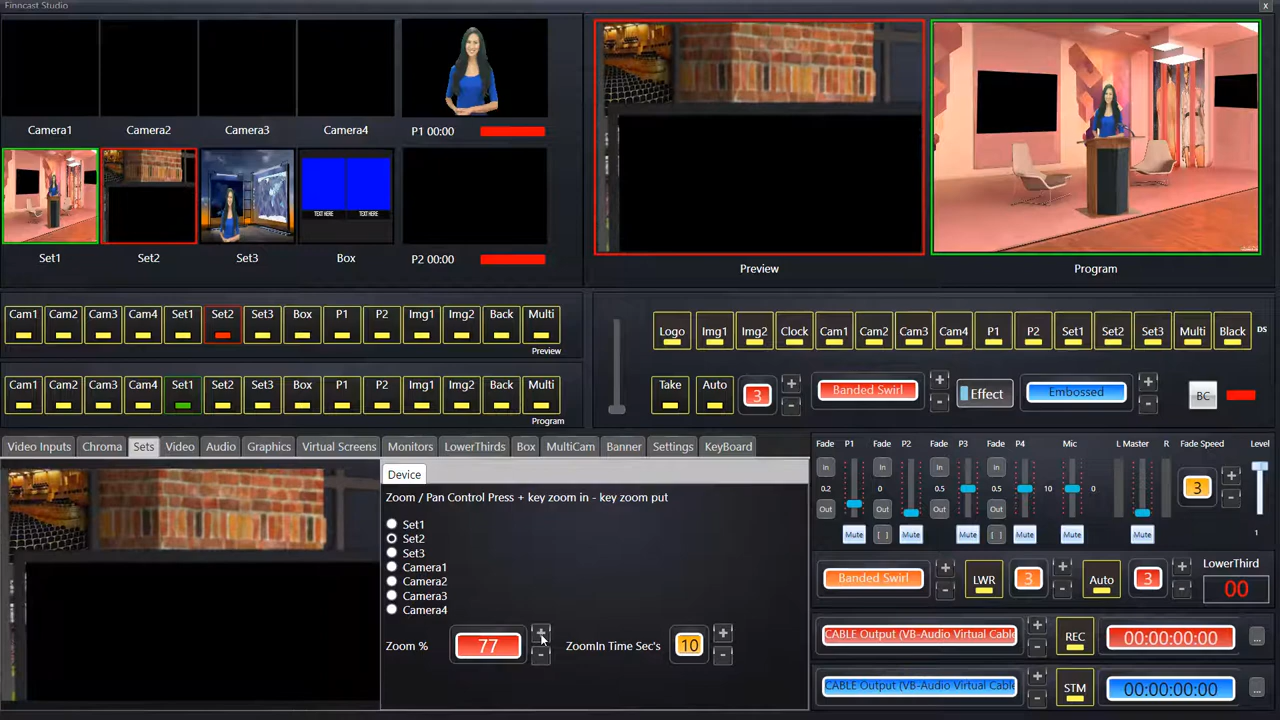 Finncast Studio
x
Camera1 Camera2 Camera3 Camera4 P1 00:00
TEXT HERE TEXT HERE
Set1 Set2 Set3 Box P2 00:00
Preview Program
Cam1 Cam2 Cam3 Cam4 Set1 Set2 Set3 Box P1 P2 Img1 Img2 Back Multi
Preview
Logo Img1 Img2 Clock Cam1 Cam2 Cam3 Cam4 P1 P2 Set1 Set2 Set3 Multi Black DS
Cam1 Cam2 Cam3 Cam4 Set1 Set2 Set3 Box P1 P2 Img1 Img2 Back Multi
Program
Take Auto 3 + - Banded Swirl + - Effect Embossed + - BC
Video Inputs Chroma Sets Video Audio Graphics Virtual Screens Monitors LowerThirds Box MultiCam Banner Settings KeyBoard
Device
Zoom / Pan Control Press + key zoom in - key zoom put
Set1
Set2
Set3
Camera1
Camera2
Camera3
Camera4
Zoom % 77 + - ZoomIn Time Sec's 10 + -
Fade P1 Fade P2 Fade P3 Fade P4 Mic L Master R Fade Speed Level
In In In In
0.2 0 0.5 0.5 10 0 3 + -
Out Out Out Out
Mute [ ] Mute Mute [ ] Mute Mute Mute 1
LowerThird
Banded Swirl + - LWR 3 + - Auto 3 + - 00
CABLE Output (VB-Audio Virtual Cable + - REC 00:00:00:00 ...
CABLE Output (VB-Audio Virtual Cable + - STM 00:00:00:00 ...